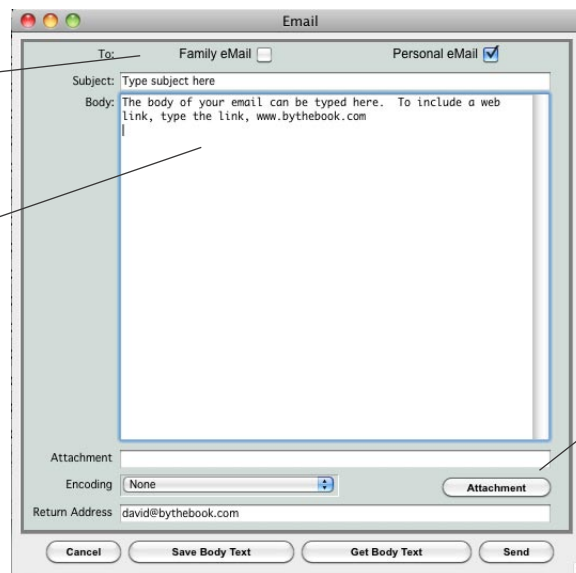 Email
To: Family eMail Personal eMail
Subject: Type subject here
Body: The body of your email can be typed here. To include a web
link, type the link, www.bythebook.com
Attachment
Encoding None Attachment
Return Address david@bythebook.com
Cancel Save Body Text Get Body Text Send